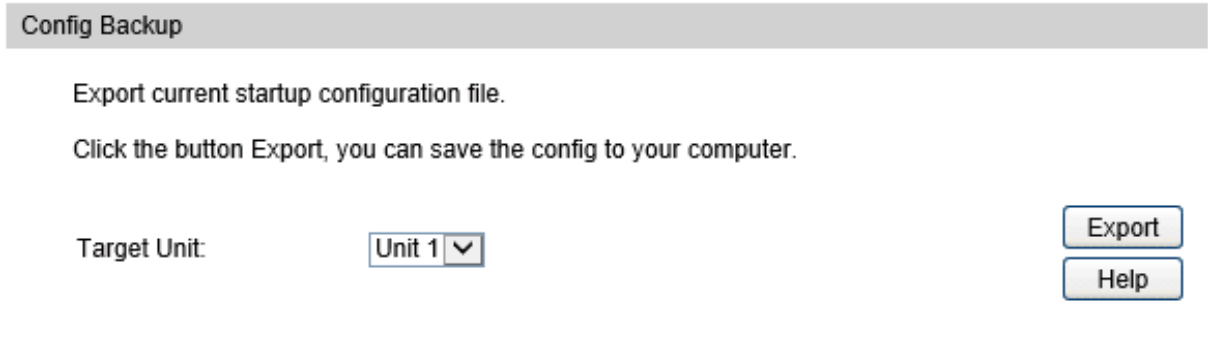 Config Backup
Export current startup configuration file.
Click the button Export, you can save the config to your computer.
Export
Target Unit:
Unit 1
Help